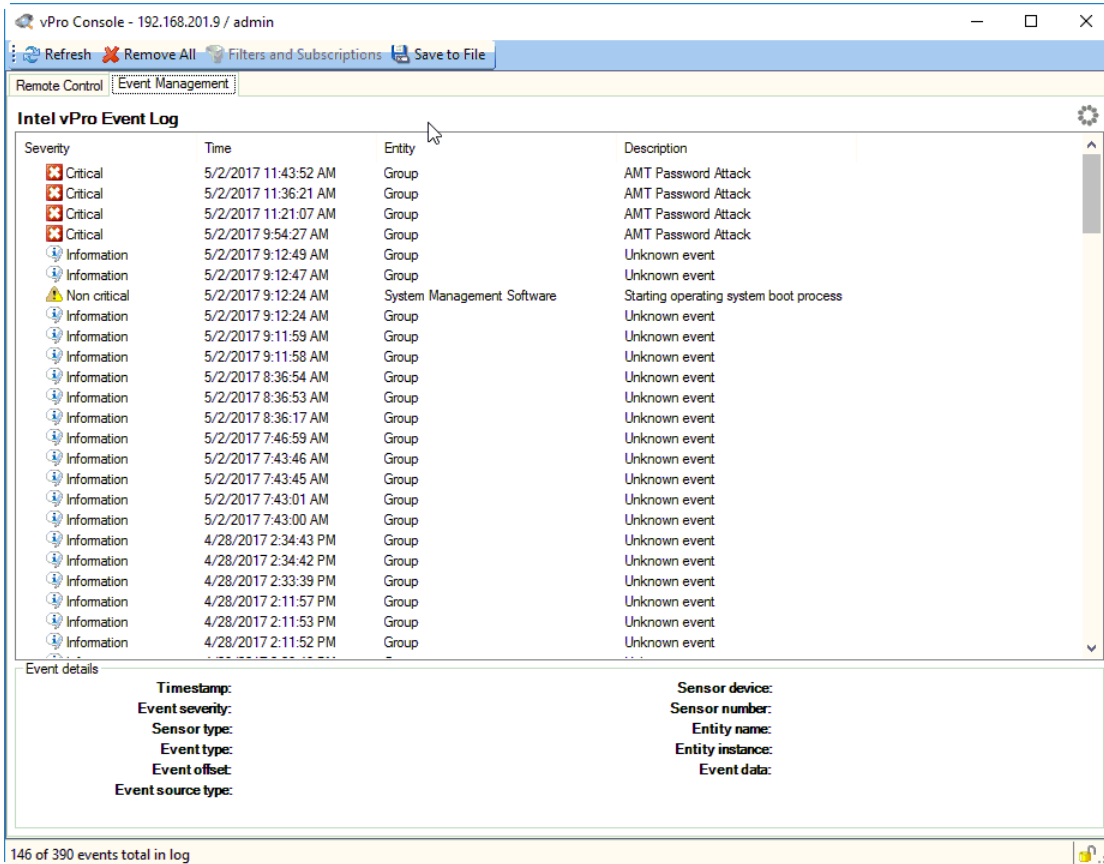 vPro Console - 192.168.201.9 / admin
Refresh Remove All Filters and Subscriptions Save to File
Remote Control Event Management
Intel vPro Event Log
Severity Time Entity Description
Critical 5/2/2017 11:43:52 AM Group AMT Password Attack
Critical 5/2/2017 11:36:21 AM Group AMT Password Attack
Critical 5/2/2017 11:21:07 AM Group AMT Password Attack
Critical 5/2/2017 9:54:27 AM Group AMT Password Attack
Information 5/2/2017 9:12:49 AM Group Unknown event
Information 5/2/2017 9:12:47 AM Group Unknown event
Non critical 5/2/2017 9:12:24 AM System Management Software Starting operating system boot process
Information 5/2/2017 9:12:24 AM Group Unknown event
Information 5/2/2017 9:11:59 AM Group Unknown event
Information 5/2/2017 9:11:58 AM Group Unknown event
Information 5/2/2017 8:36:54 AM Group Unknown event
Information 5/2/2017 8:36:53 AM Group Unknown event
Information 5/2/2017 8:36:17 AM Group Unknown event
Information 5/2/2017 7:46:59 AM Group Unknown event
Information 5/2/2017 7:43:46 AM Group Unknown event
Information 5/2/2017 7:43:45 AM Group Unknown event
Information 5/2/2017 7:43:01 AM Group Unknown event
Information 5/2/2017 7:43:00 AM Group Unknown event
Information 4/28/2017 2:34:43 PM Group Unknown event
Information 4/28/2017 2:34:42 PM Group Unknown event
Information 4/28/2017 2:33:39 PM Group Unknown event
Information 4/28/2017 2:11:57 PM Group Unknown event
Information 4/28/2017 2:11:53 PM Group Unknown event
Information 4/28/2017 2:11:52 PM Group Unknown event
Event details
Timestamp: Sensor device:
Event severity: Sensor number:
Sensor type: Entity name:
Event type: Entity instance:
Event offset: Event data:
Event source type:
146 of 390 events total in log